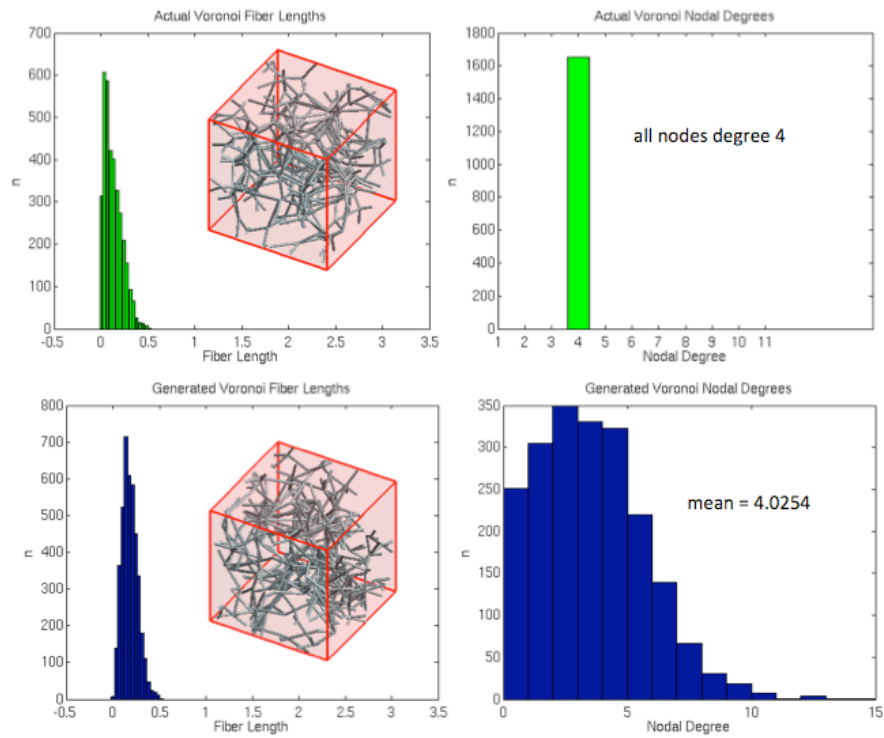 Actual Voronoi Fiber Lengths
700
600
500
400
300
200
100
0
n
-0.5 0 0.5 1 1.5 2 2.5 3 3.5
Fiber Length
Actual Voronoi Nodal Degrees
1800
1600
1400
1200
1000
800
600
400
200
0
n
all nodes degree 4
1 2 3 4 5 6 7 8 9 10 11
Nodal Degree
Generated Voronoi Fiber Lengths
800
700
600
500
400
300
200
100
0
n
-0.5 0 0.5 1 1.5 2 2.5 3 3.5
Fiber Length
Generated Voronoi Nodal Degrees
350
300
250
200
150
100
50
0
n
mean = 4.0254
0 5 10 15
Nodal Degree